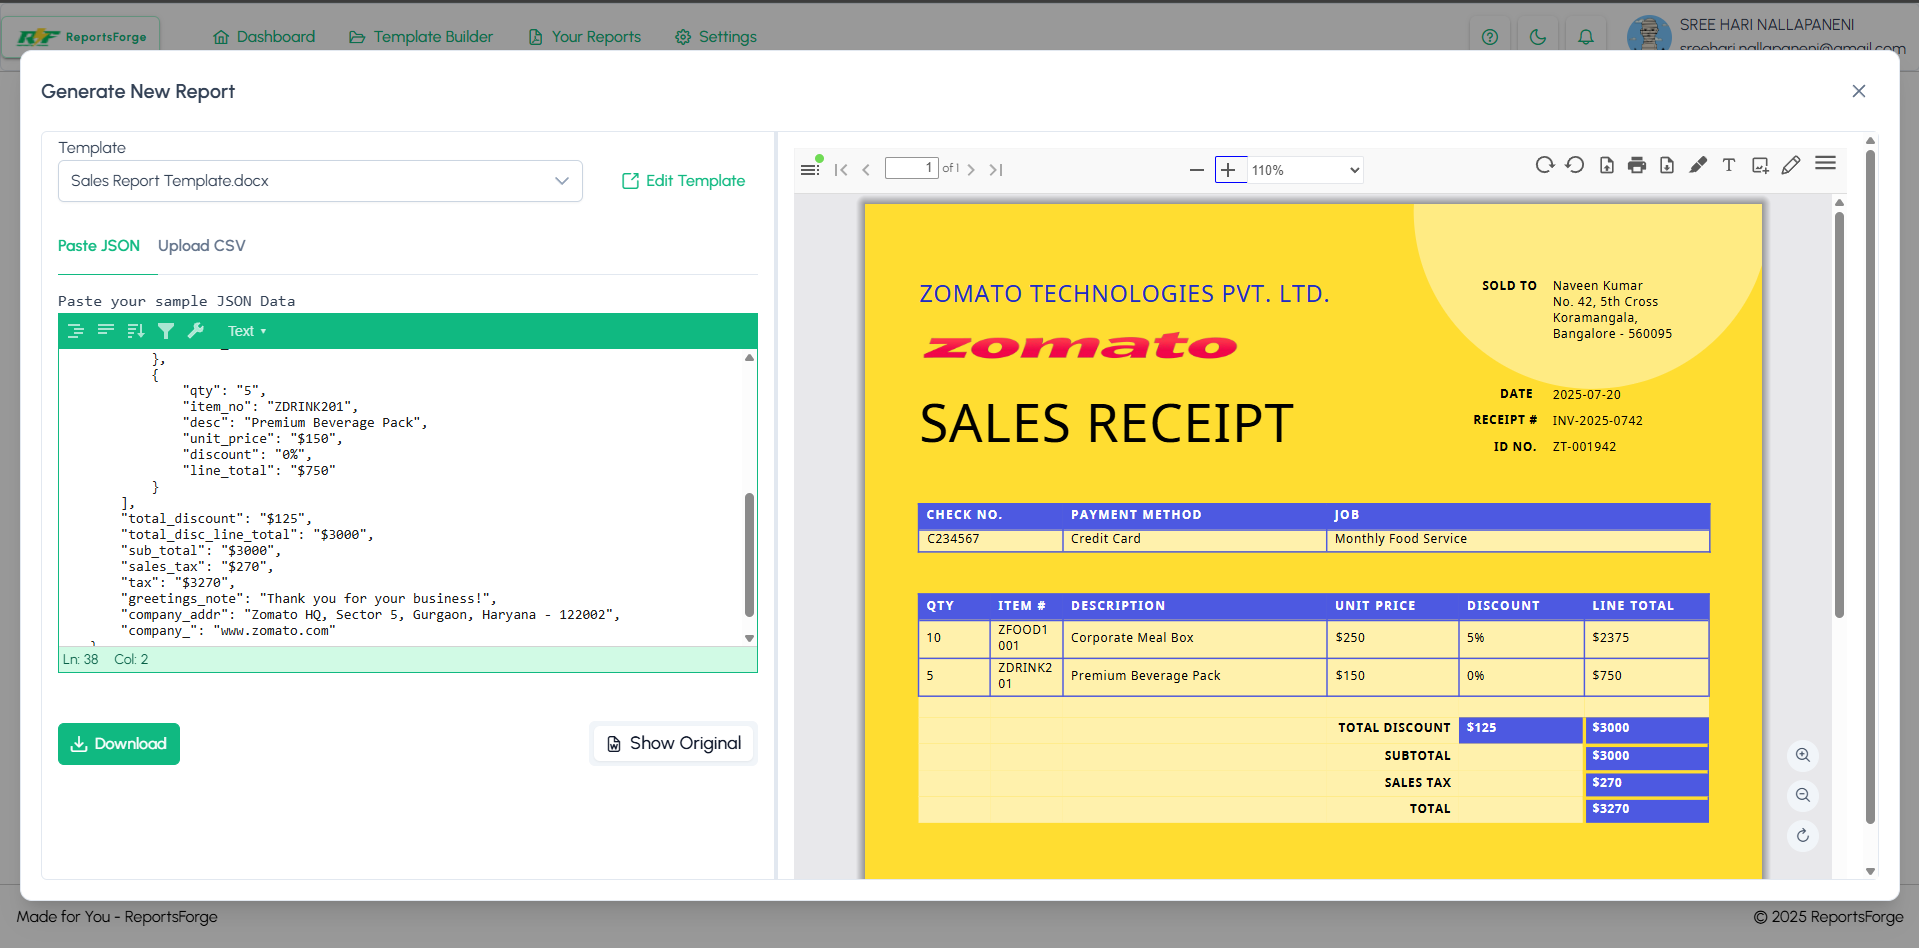 RF ReportsForge
Dashboard
Template Builder
Your Reports
Settings
SREE HARI NALLAPANENI
sreehari.nallapaneni@gmail.com
Generate New Report
Template
Sales Report Template.docx
Edit Template
Paste JSON
Upload CSV
Paste your sample JSON Data
Text
},
{
"qty": "5",
"item_no": "ZDRINK201",
"desc": "Premium Beverage Pack",
"unit_price": "$150",
"discount": "0%",
"line_total": "$750"
}
],
"total_discount": "$125",
"total_disc_line_total": "$3000",
"sub_total": "$3000",
"sales_tax": "$270",
"tax": "$3270",
"greetings_note": "Thank you for your business!",
"company_addr": "Zomato HQ, Sector 5, Gurgaon, Haryana - 122002",
"company_": "www.zomato.com"
Ln: 38 Col: 2
Download
Show Original
1 of 1
110%
T
ZOMATO TECHNOLOGIES PVT. LTD.
zomato
SALES RECEIPT
SOLD TO Naveen Kumar
No. 42, 5th Cross
Koramangala,
Bangalore - 560095
DATE 2025-07-20
RECEIPT # INV-2025-0742
ID NO. ZT-001942
CHECK NO. PAYMENT METHOD JOB
C234567 Credit Card Monthly Food Service
QTY ITEM # DESCRIPTION UNIT PRICE DISCOUNT LINE TOTAL
10 ZFOOD1 Corporate Meal Box $250 5% $2375
001
5 ZDRINK2 Premium Beverage Pack $150 0% $750
01
TOTAL DISCOUNT $125 $3000
SUBTOTAL $3000
SALES TAX $270
TOTAL $3270
Made for You - ReportsForge
© 2025 ReportsForge